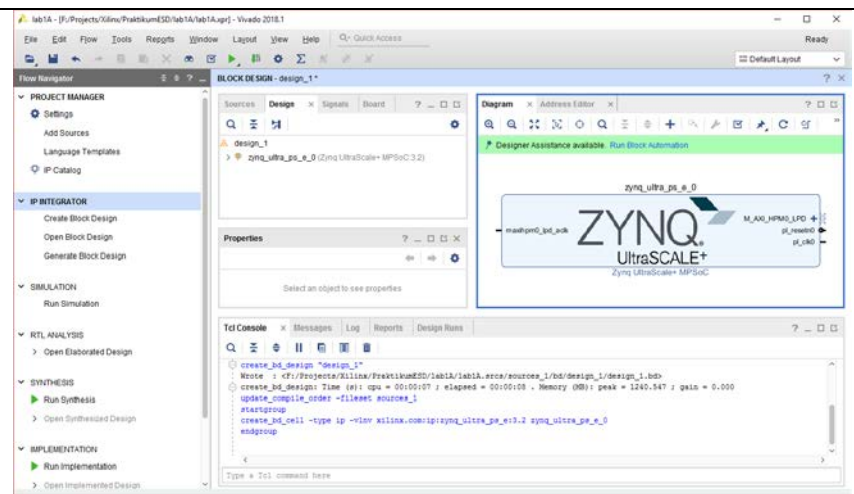 lab1A - [F:/Projects/Xilinx/PraktikumESD/lab1A/lab1A.xpr] - Vivado 2018.1
File Edit Flow Tools Reports Window Layout View Help Q- Quick Access
Ready
Default Layout
Flow Navigator
PROJECT MANAGER
Settings
Add Sources
Language Templates
IP Catalog
IP INTEGRATOR
Create Block Design
Open Block Design
Generate Block Design
SIMULATION
Run Simulation
RTL ANALYSIS
Open Elaborated Design
SYNTHESIS
Run Synthesis
Open Synthesized Design
IMPLEMENTATION
Run Implementation
Open Implemented Design
BLOCK DESIGN - design_1 *
Sources Design Signals Board
design_1
zynq_ultra_ps_e_0 (Zynq UltraScale+ MPSoC:3.2)
Properties
Select an object to see properties
Diagram Address Editor
Designer Assistance available. Run Block Automation
zynq_ultra_ps_e_0
maxihpm0_lpd_aclk
ZYNQ
UltraSCALE+
M_AXI_HPM0_LPD
pl_resetn0
pl_clk0
Zynq UltraScale+ MPSoC
Tcl Console Messages Log Reports Design Runs
create_bd_design "design_1"
Wrote : <F:/Projects/Xilinx/PraktikumESD/lab1A/lab1A.srcs/sources_1/bd/design_1/design_1.bd>
create_bd_design: Time (s): cpu = 00:00:07 ; elapsed = 00:00:08 . Memory (MB): peak = 1240.547 ; gain = 0.000
update_compile_order -fileset sources_1
startgroup
create_bd_cell -type ip -vlnv xilinx.com:ip:zynq_ultra_ps_e:3.2 zynq_ultra_ps_e_0
endgroup
Type a Tcl command here